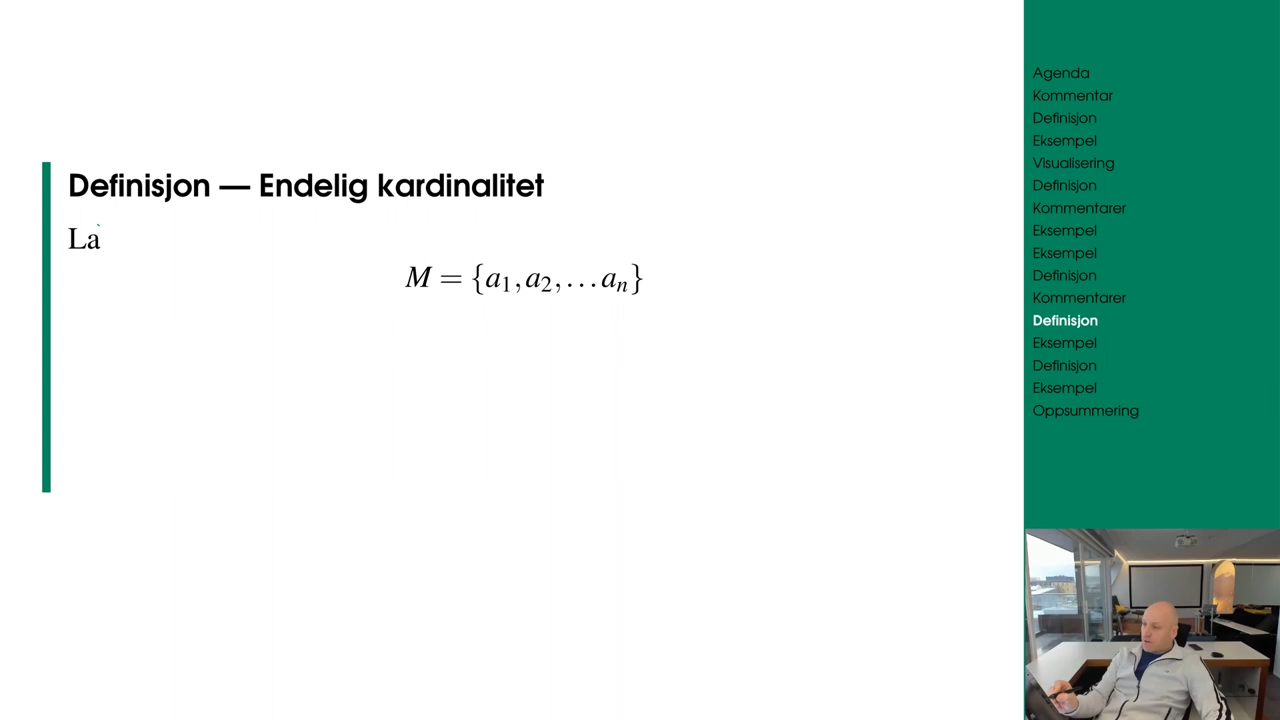 Definisjon — Endelig kardinalitet
La
M = {a₁, a₂, … aₙ}
Agenda
Kommentar
Definisjon
Eksempel
Visualisering
Definisjon
Kommentarer
Eksempel
Eksempel
Definisjon
Kommentarer
Definisjon
Eksempel
Definisjon
Eksempel
Oppsummering